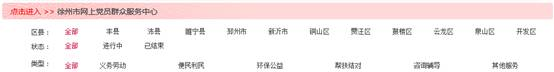 点击进入 >> 徐州市网上党员群众服务中心
区县： 全部 丰县 沛县 睢宁县 邳州市 新沂市 铜山区 贾汪区 鼓楼区 云龙区 泉山区 开发区
状态： 全部 进行中 已结束
类型： 全部 义务劳动 便民利民 环保公益 帮扶结对 咨询辅导 其他服务